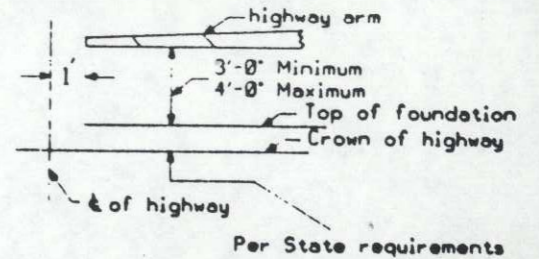 highway arm
1'
3'-0" Minimum
4'-0" Maximum
Top of foundation
Crown of highway
℄ of highway
Per State requirements